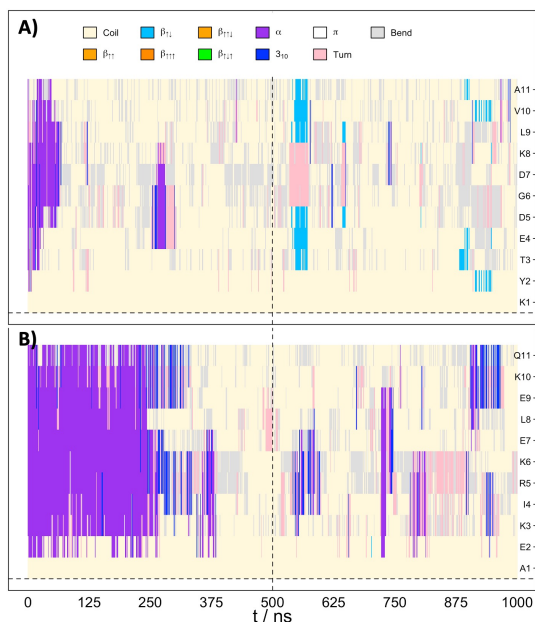 A)
Coil β↑↓ β↑↑↓ α π Bend
β↑↑ β↑↑↑ β↑↓↑ 3₁₀ Turn
A11
V10
L9
K8
D7
G6
D5
E4
T3
Y2
K1
B)
Q11
K10
E9
L8
E7
K6
R5
I4
K3
E2
A1
0 125 250 375 500 625 750 875 1000
t / ns